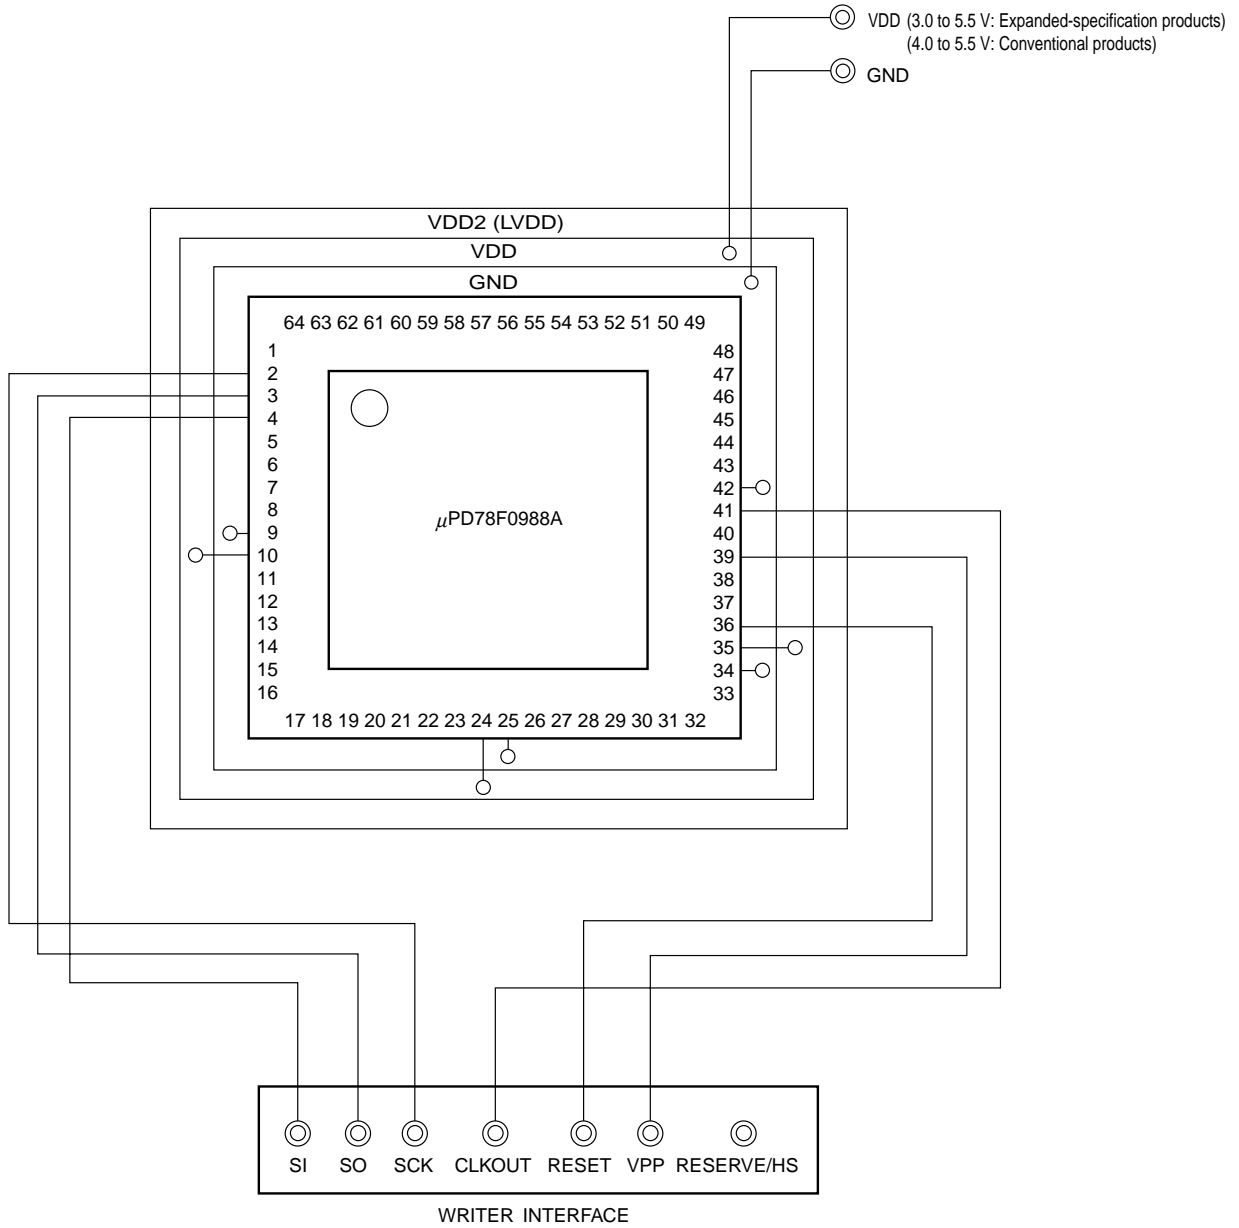 VDD (3.0 to 5.5 V: Expanded-specification products)
(4.0 to 5.5 V: Conventional products)
GND
VDD2 (LVDD)
VDD
GND
64 63 62 61 60 59 58 57 56 55 54 53 52 51 50 49
1 48
2 47
3 46
4 45
5 44
6 43
7 42
8 41
μPD78F0988A
9 40
10 39
11 38
12 37
13 36
14 35
15 34
16 33
17 18 19 20 21 22 23 24 25 26 27 28 29 30 31 32
SI SO SCK CLKOUT RESET VPP RESERVE/HS
WRITER INTERFACE